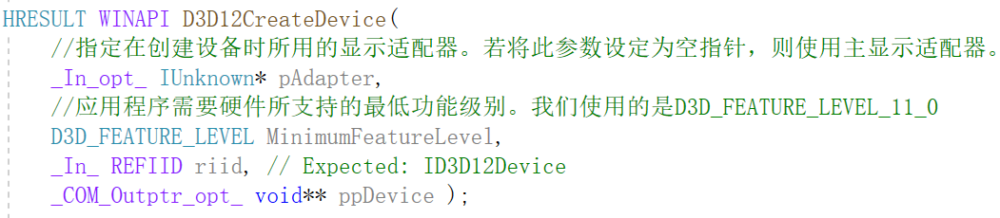 HRESULT WINAPI D3D12CreateDevice(
//指定在创建设备时所用的显示适配器。若将此参数设定为空指针，则使用主显示适配器。
_In_opt_ IUnknown* pAdapter,
//应用程序需要硬件所支持的最低功能级别。我们使用的是D3D_FEATURE_LEVEL_11_0
D3D_FEATURE_LEVEL MinimumFeatureLevel,
_In_ REFIID riid, // Expected: ID3D12Device
_COM_Outptr_opt_ void** ppDevice );